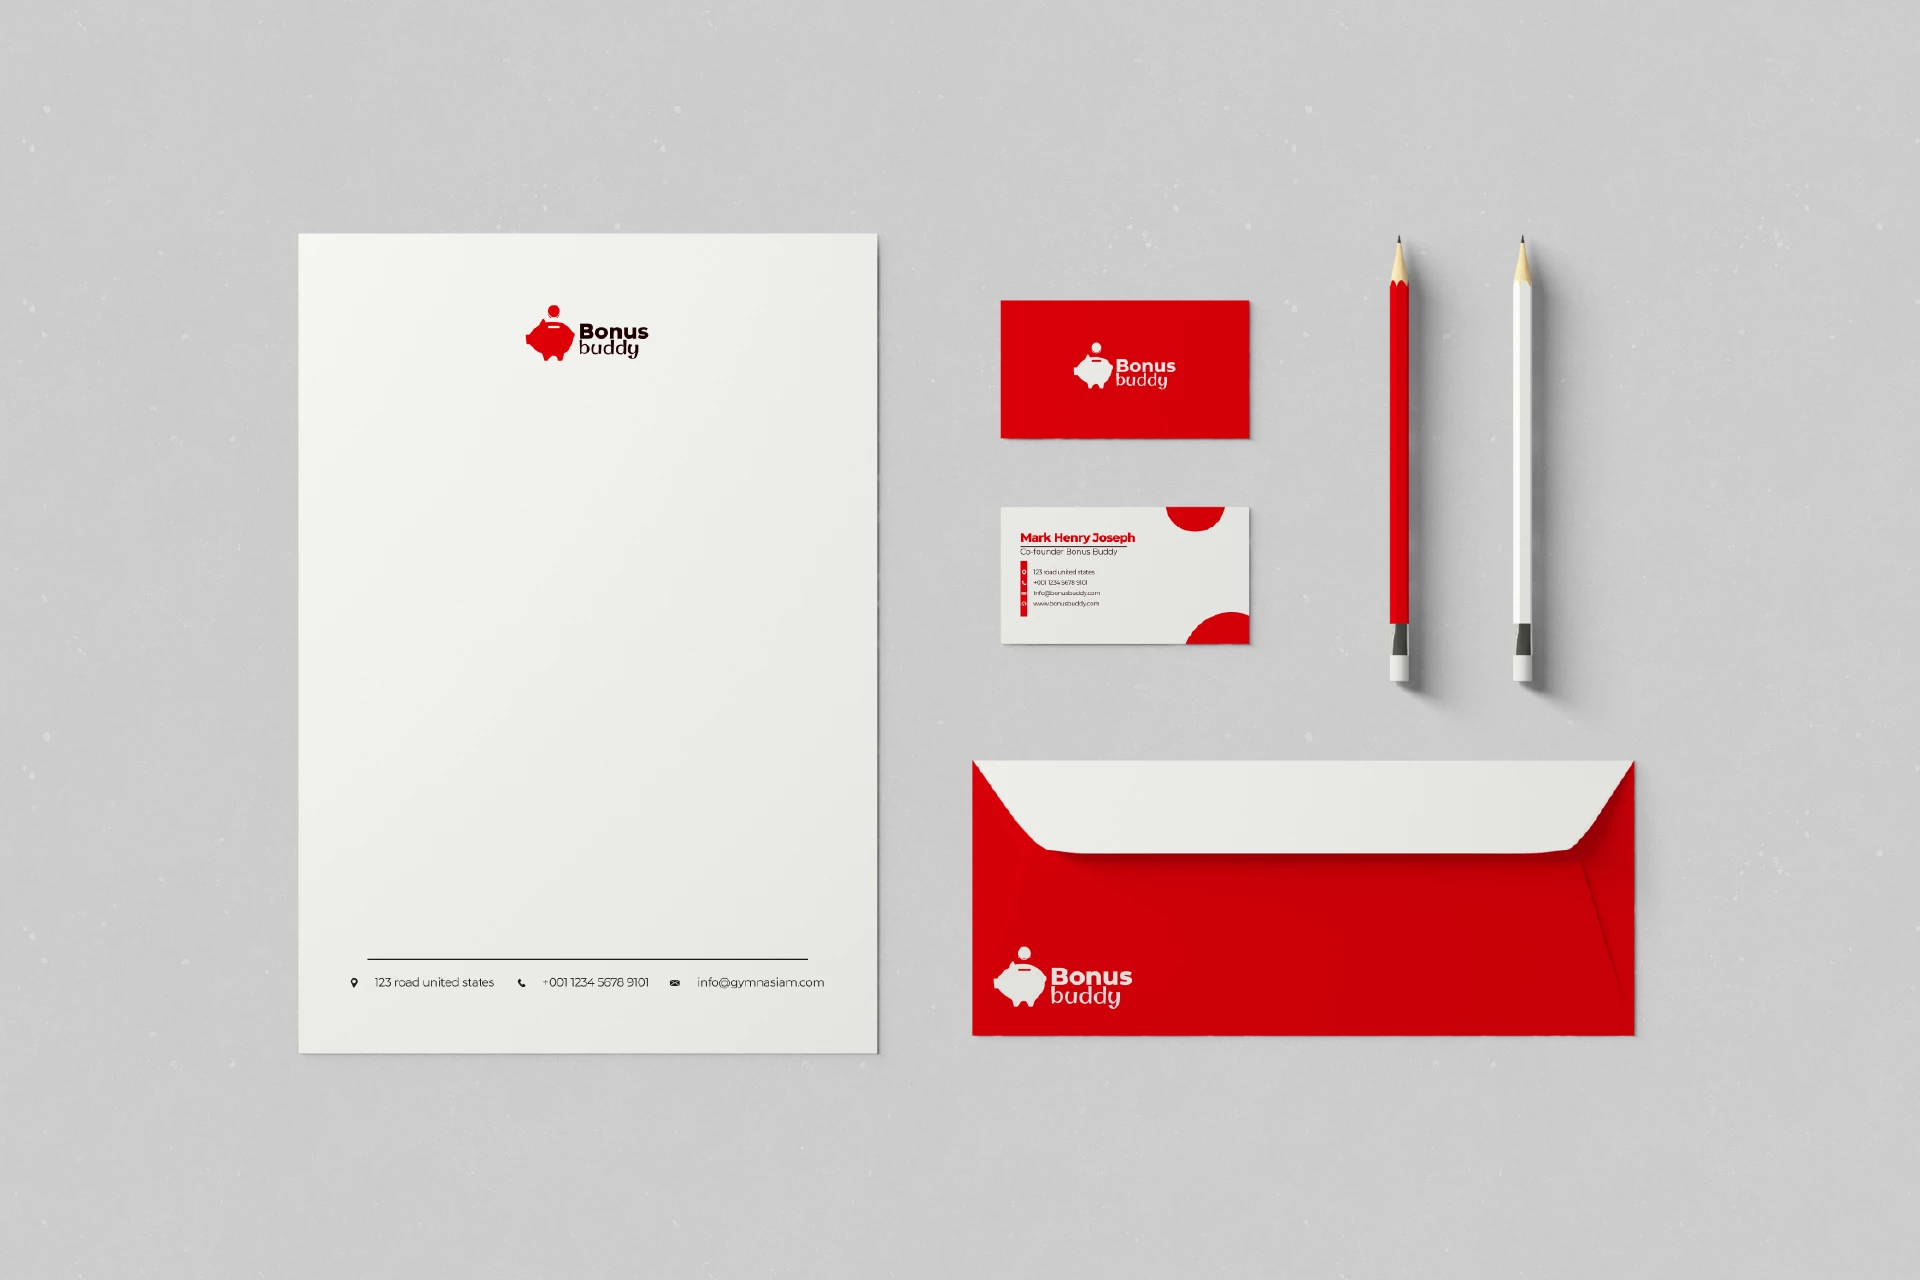 Bonus
buddy
123 road united states +001 1234 5678 9101 info@gymnasiam.com
Bonus
buddy
Mark Henry Joseph
Co-founder Bonus Buddy
123 road united states
+001 1234 5678 9101
info@bonusbuddy.com
www.bonusbuddy.com
Bonus
buddy